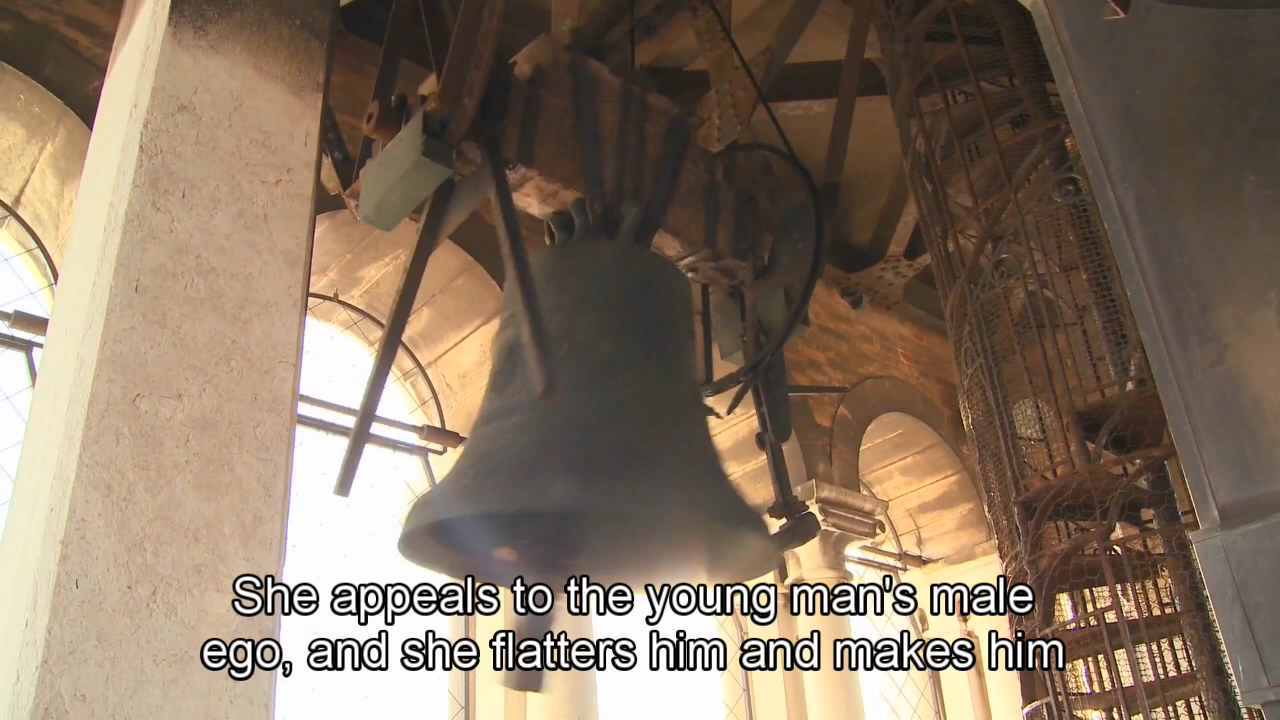 She appeals to the young man's male
ego, and she flatters him and makes him